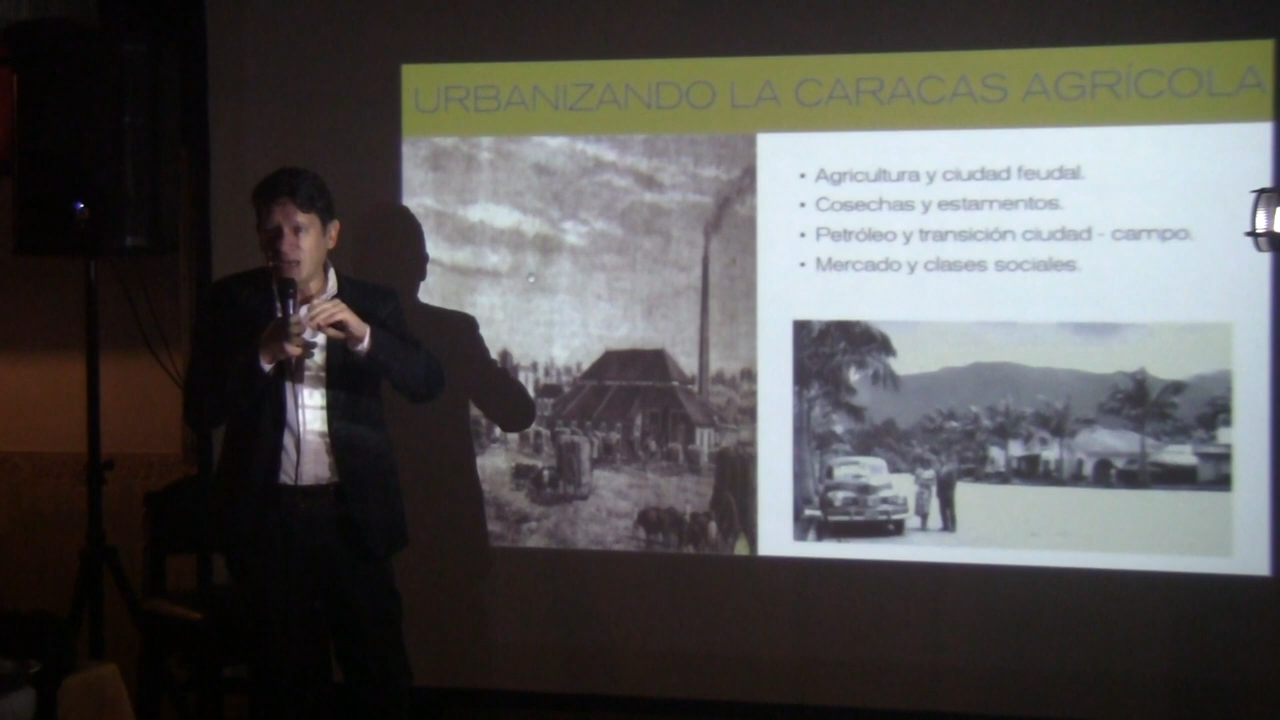 URBANIZANDO LA CARACAS AGRÍCOLA
• Agricultura y ciudad feudal.
• Cosechas y estamentos.
• Petróleo y transición ciudad - campo.
• Mercado y clases sociales.